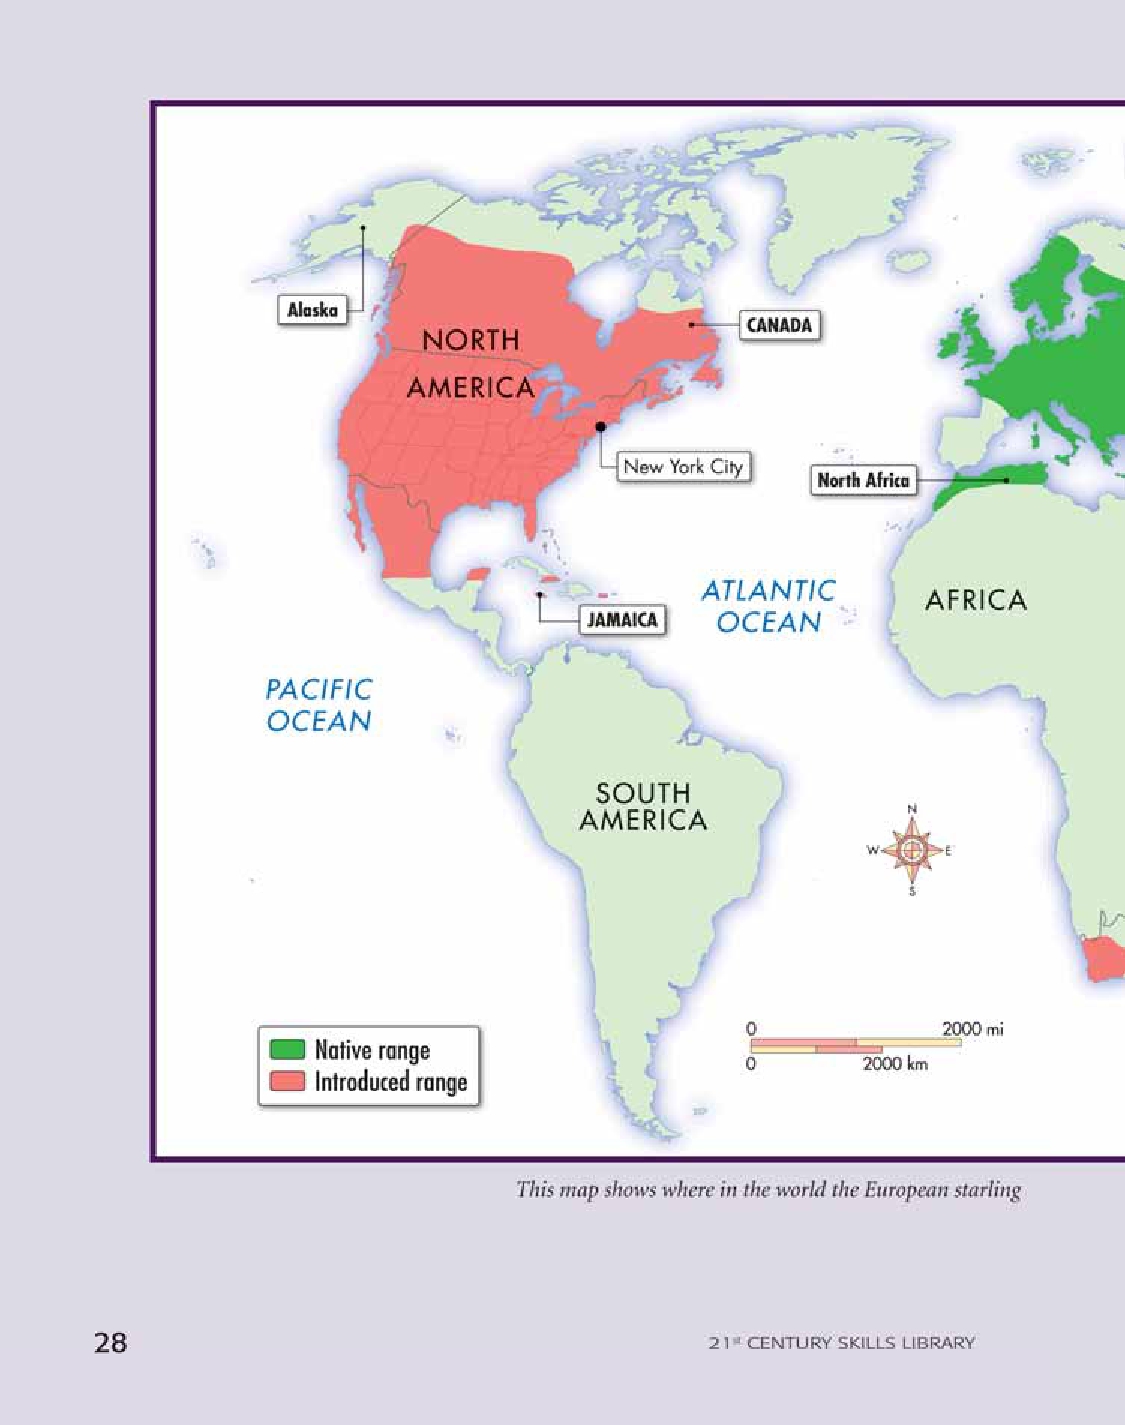 Alaska
NORTH
AMERICA
CANADA
New York City
North Africa
ATLANTIC
OCEAN
AFRICA
JAMAICA
PACIFIC
OCEAN
SOUTH
AMERICA
N
W E
S
0 2000 mi
0 2000 km
Native range
Introduced range
This map shows where in the world the European starling
28
21st CENTURY SKILLS LIBRARY